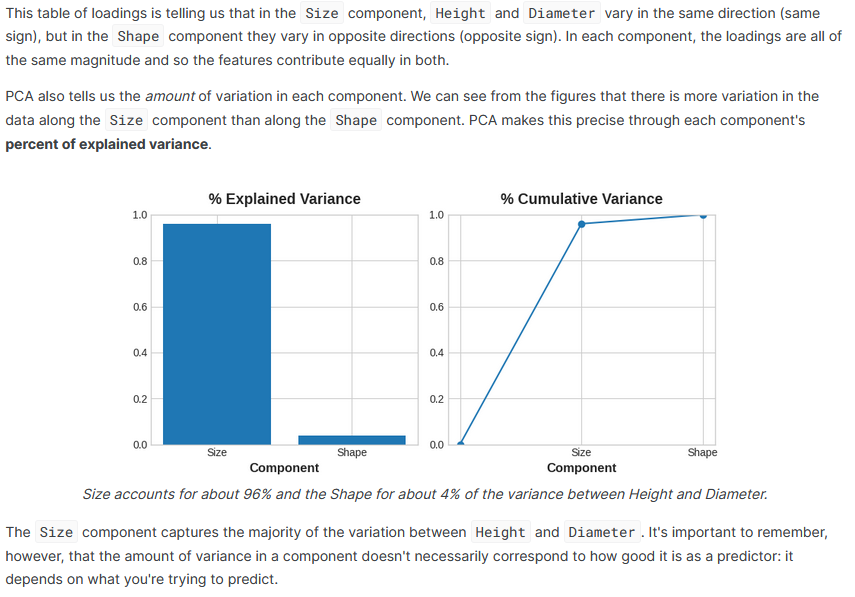 This table of loadings is telling us that in the Size component, Height and Diameter vary in the same direction (same
sign), but in the Shape component they vary in opposite directions (opposite sign). In each component, the loadings are all of
the same magnitude and so the features contribute equally in both.
PCA also tells us the amount of variation in each component. We can see from the figures that there is more variation in the
data along the Size component than along the Shape component. PCA makes this precise through each component's
percent of explained variance.
% Explained Variance
1.0
0.8
0.6
0.4
0.2
0.0
Size Shape
Component
% Cumulative Variance
1.0
0.8
0.6
0.4
0.2
0.0
Size Shape
Component
Size accounts for about 96% and the Shape for about 4% of the variance between Height and Diameter.
The Size component captures the majority of the variation between Height and Diameter. It's important to remember,
however, that the amount of variance in a component doesn't necessarily correspond to how good it is as a predictor: it
depends on what you're trying to predict.